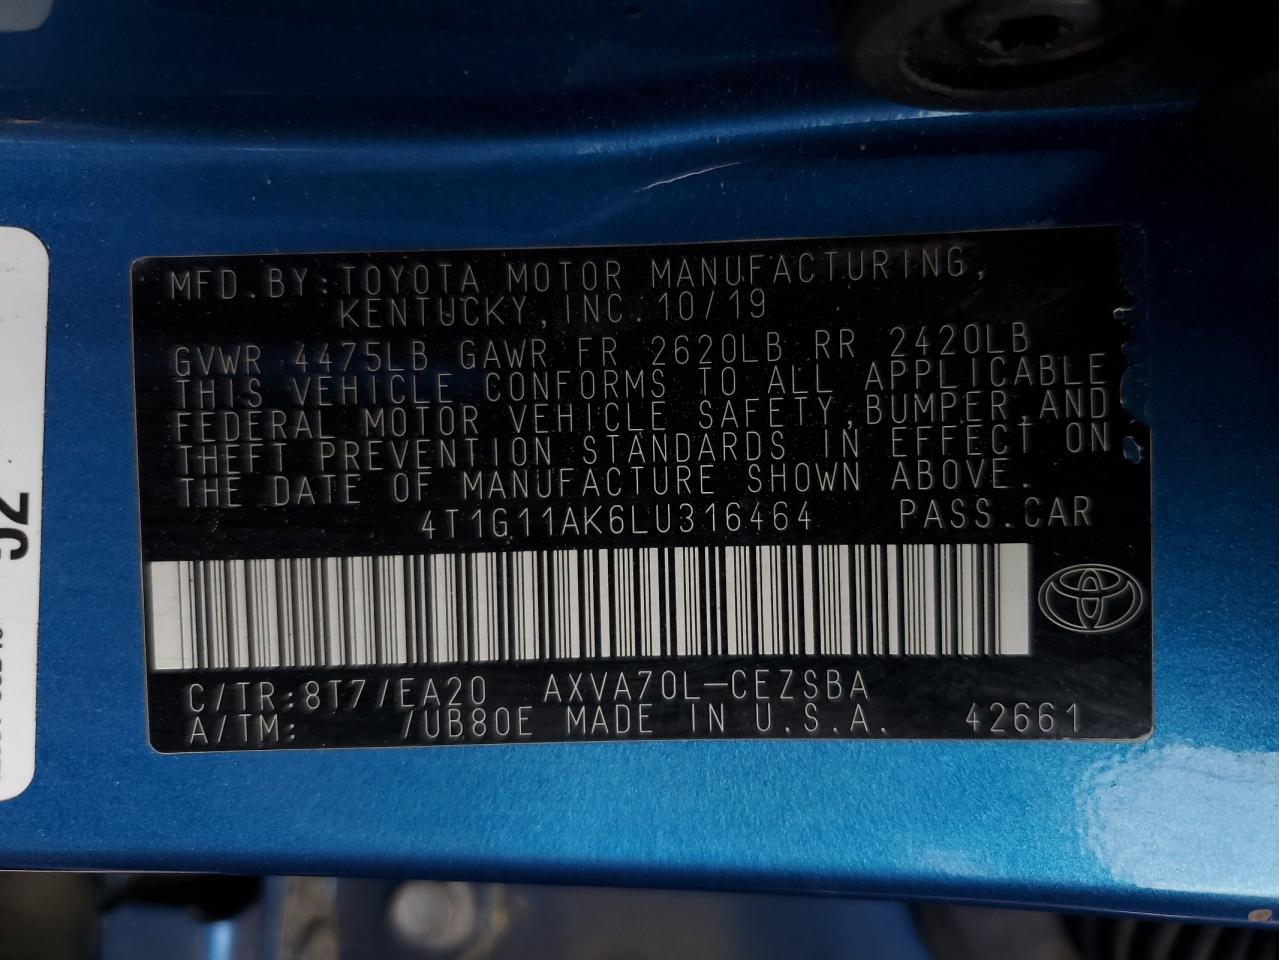 MFD.BY:TOYOTA MOTOR MANUFACTURING,
KENTUCKY,INC.10/19
GVWR 4475LB GAWR FR 2620LB RR 2420LB
THIS VEHICLE CONFORMS TO ALL APPLICABLE
FEDERAL MOTOR VEHICLE SAFETY,BUMPER,AND
THEFT PREVENTION STANDARDS IN EFFECT ON
THE DATE OF MANUFACTURE SHOWN ABOVE.
4T1G11AK6LU316464 PASS.CAR
C/TR:8T7/EA20 AXVA70L-CEZSBA
A/TM: /UB80E MADE IN U.S.A. 42661